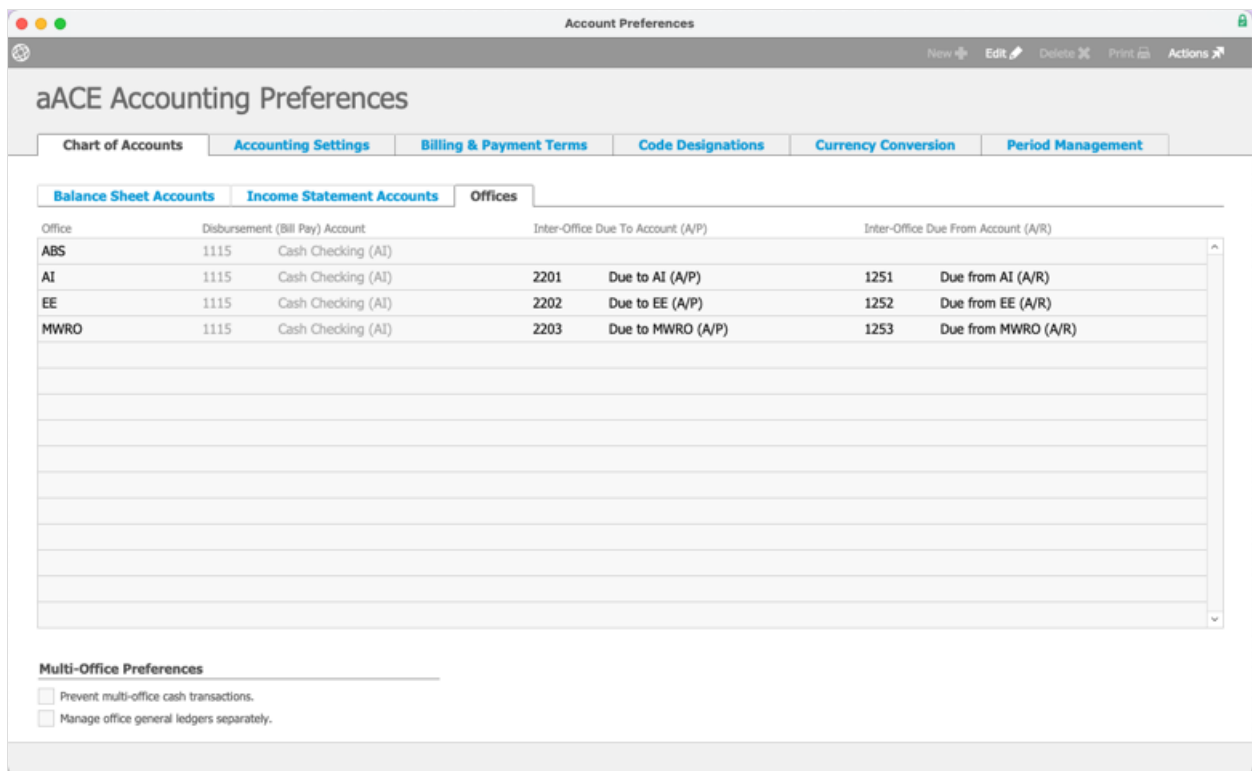 Account Preferences
New Edit Delete Print Actions
aACE Accounting Preferences
Chart of Accounts Accounting Settings Billing & Payment Terms Code Designations Currency Conversion Period Management
Balance Sheet Accounts Income Statement Accounts Offices
Office Disbursement (Bill Pay) Account Inter-Office Due To Account (A/P) Inter-Office Due From Account (A/R)
ABS 1115 Cash Checking (AI)
AI 1115 Cash Checking (AI) 2201 Due to AI (A/P) 1251 Due from AI (A/R)
EE 1115 Cash Checking (AI) 2202 Due to EE (A/P) 1252 Due from EE (A/R)
MWRO 1115 Cash Checking (AI) 2203 Due to MWRO (A/P) 1253 Due from MWRO (A/R)
Multi-Office Preferences
Prevent multi-office cash transactions.
Manage office general ledgers separately.